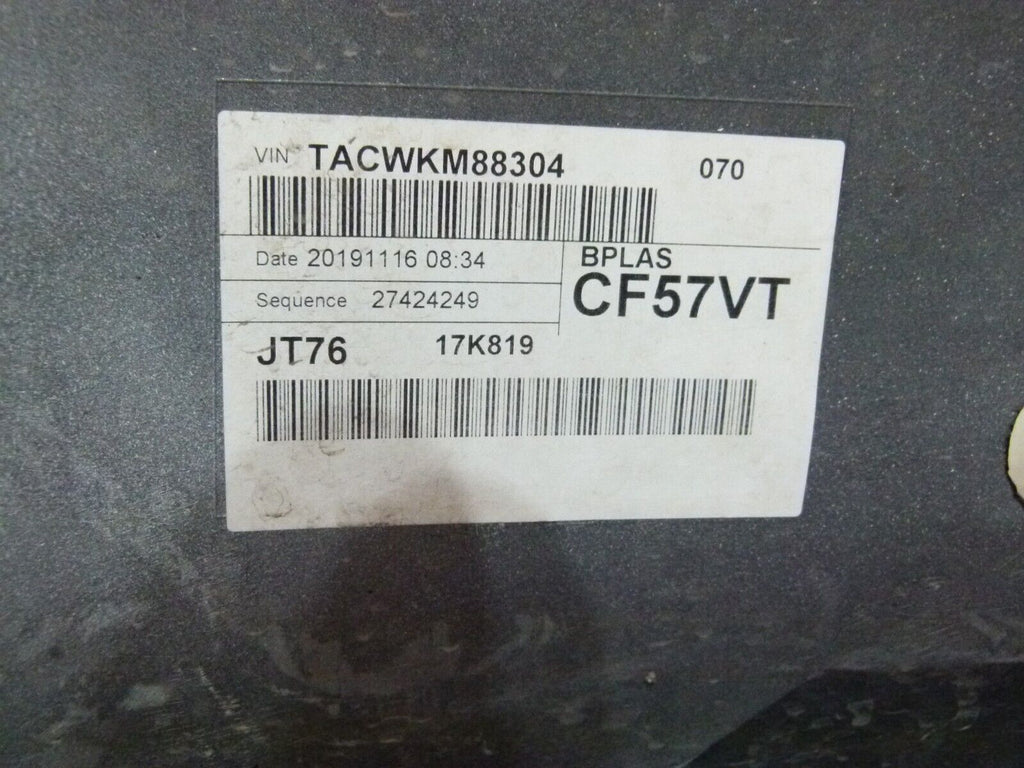 VIN TACWKM88304 070
Date 20191116 08:34
BPLAS
Sequence 27424249
CF57VT
JT76 17K819